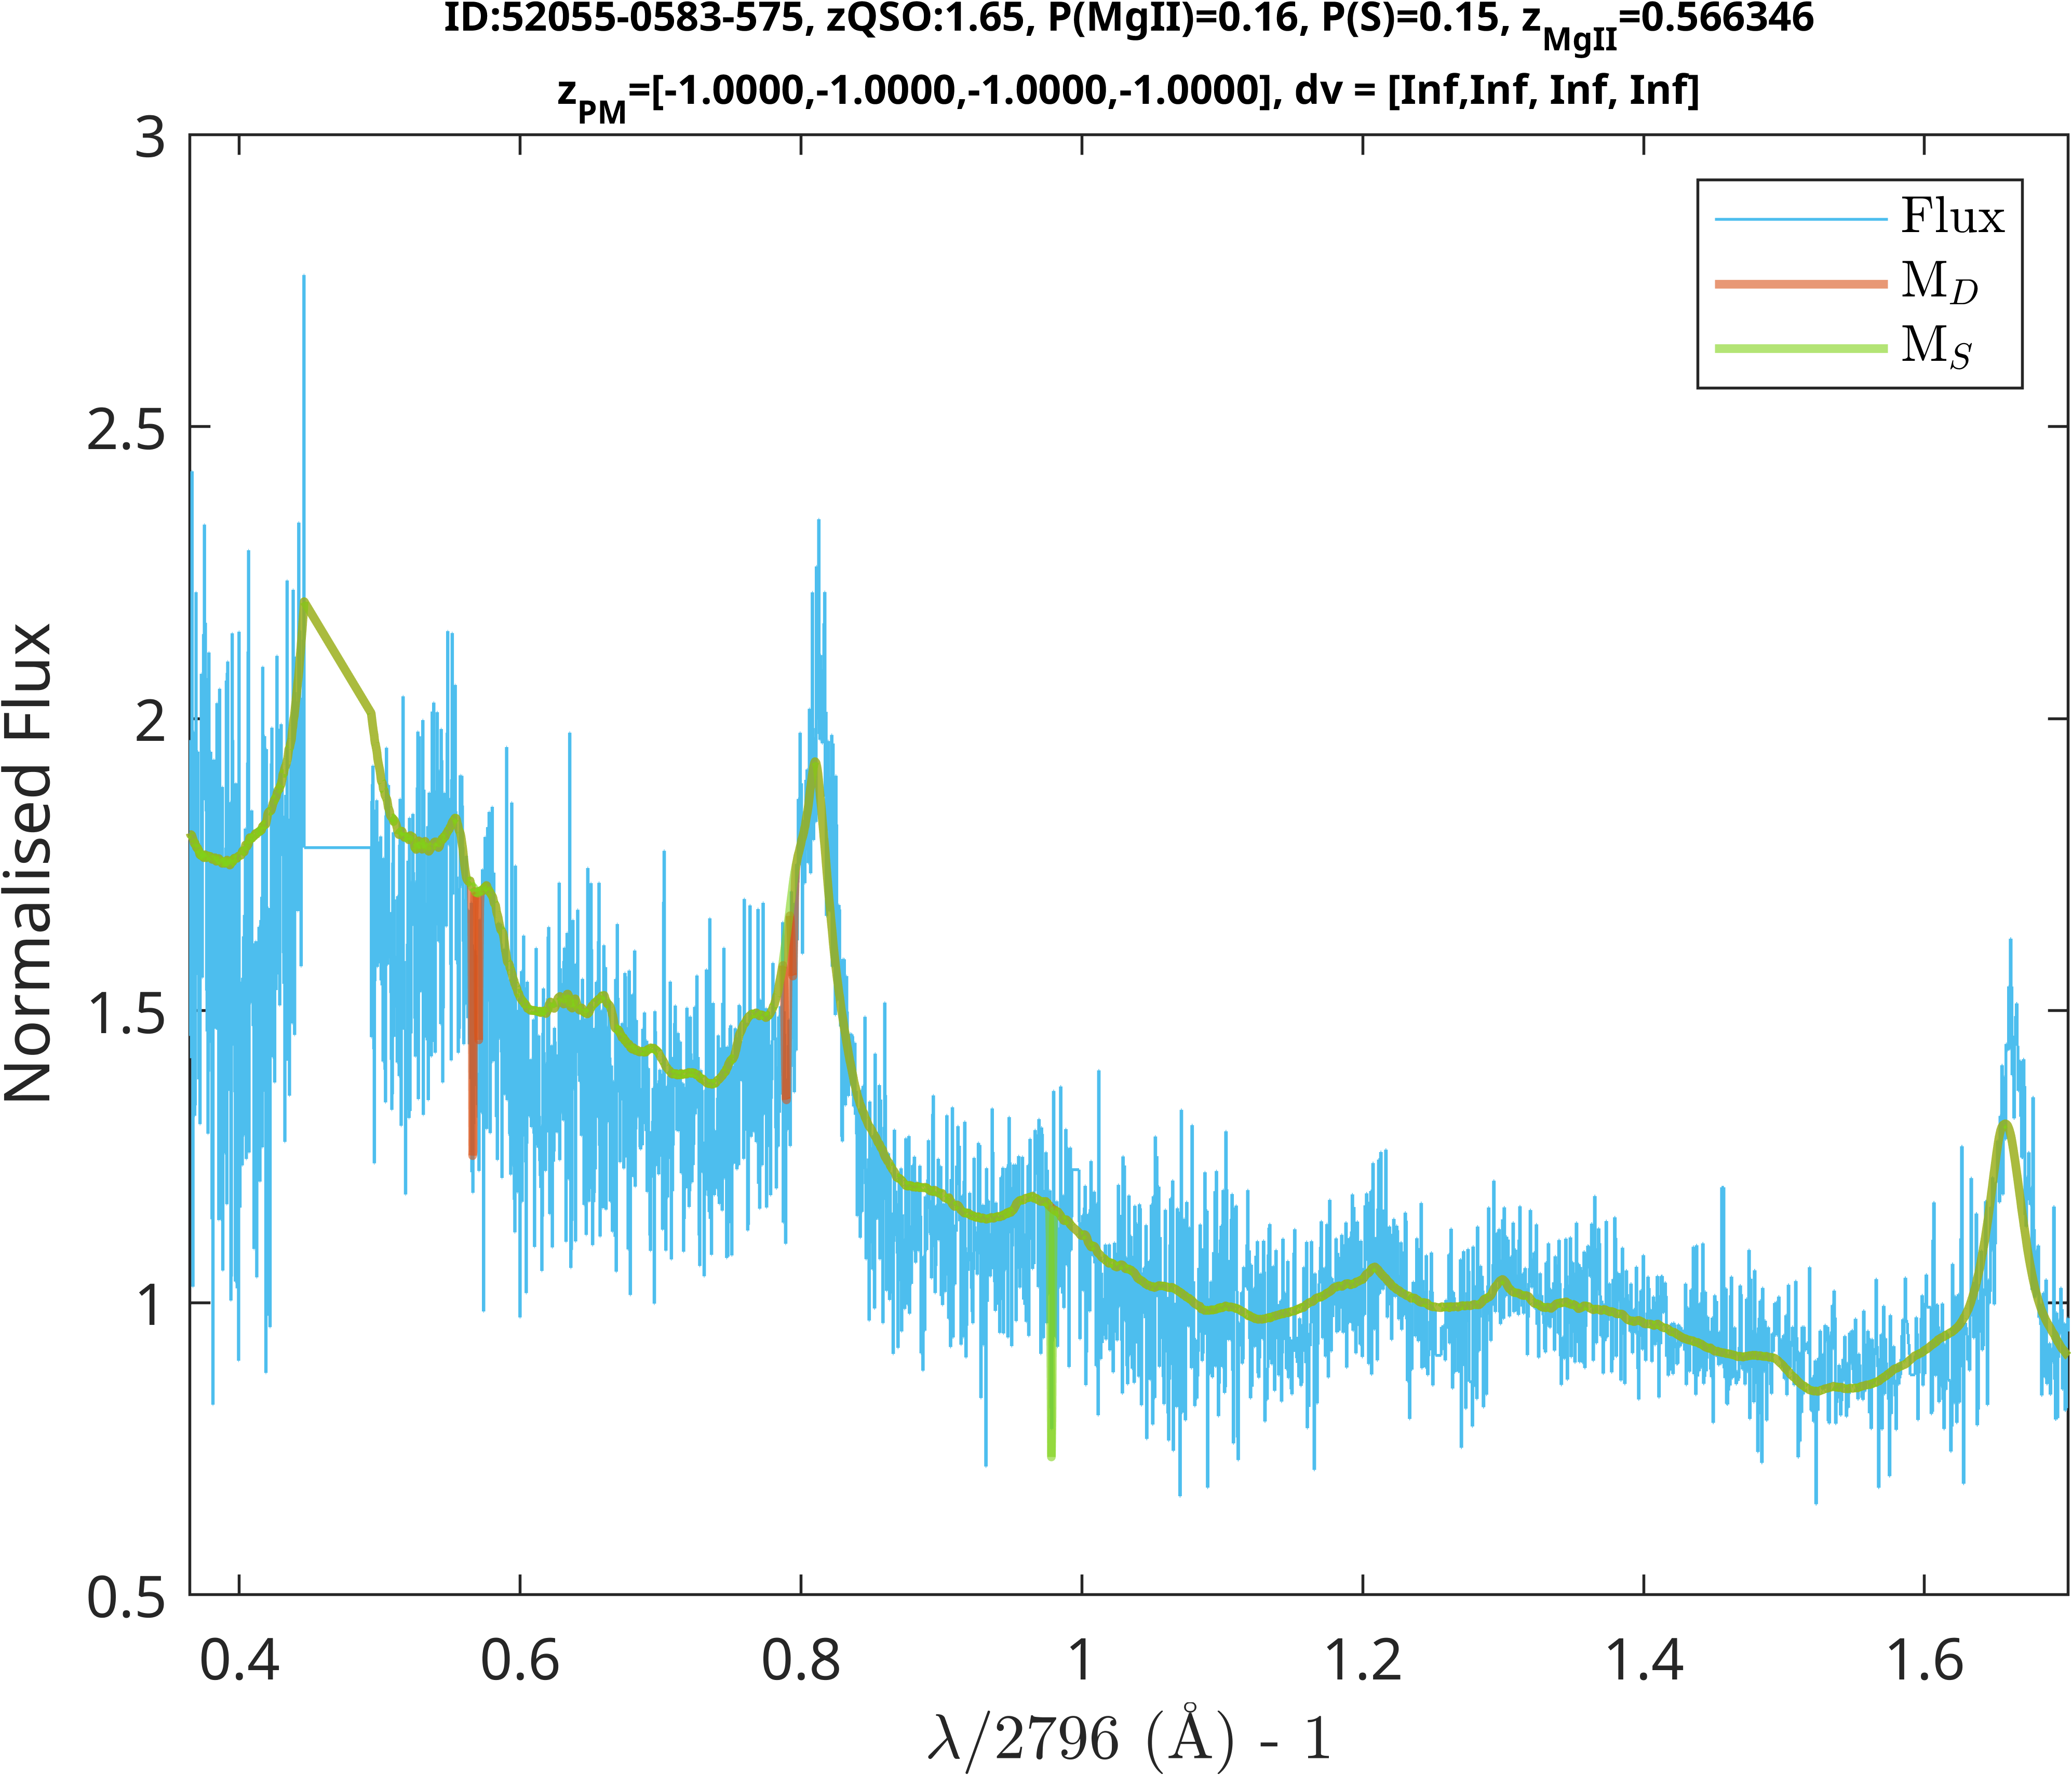 ID:52055-0583-575, zQSO:1.65, P(MgII)=0.16, P(S)=0.15, zMgII=0.566346
zPM=[-1.0000,-1.0000,-1.0000,-1.0000], dv = [Inf,Inf, Inf, Inf]
3
2.5
2
1.5
1
0.5
Normalised Flux
Flux
MD
MS
0.4 0.6 0.8 1 1.2 1.4 1.6
λ/2796 (Å) - 1